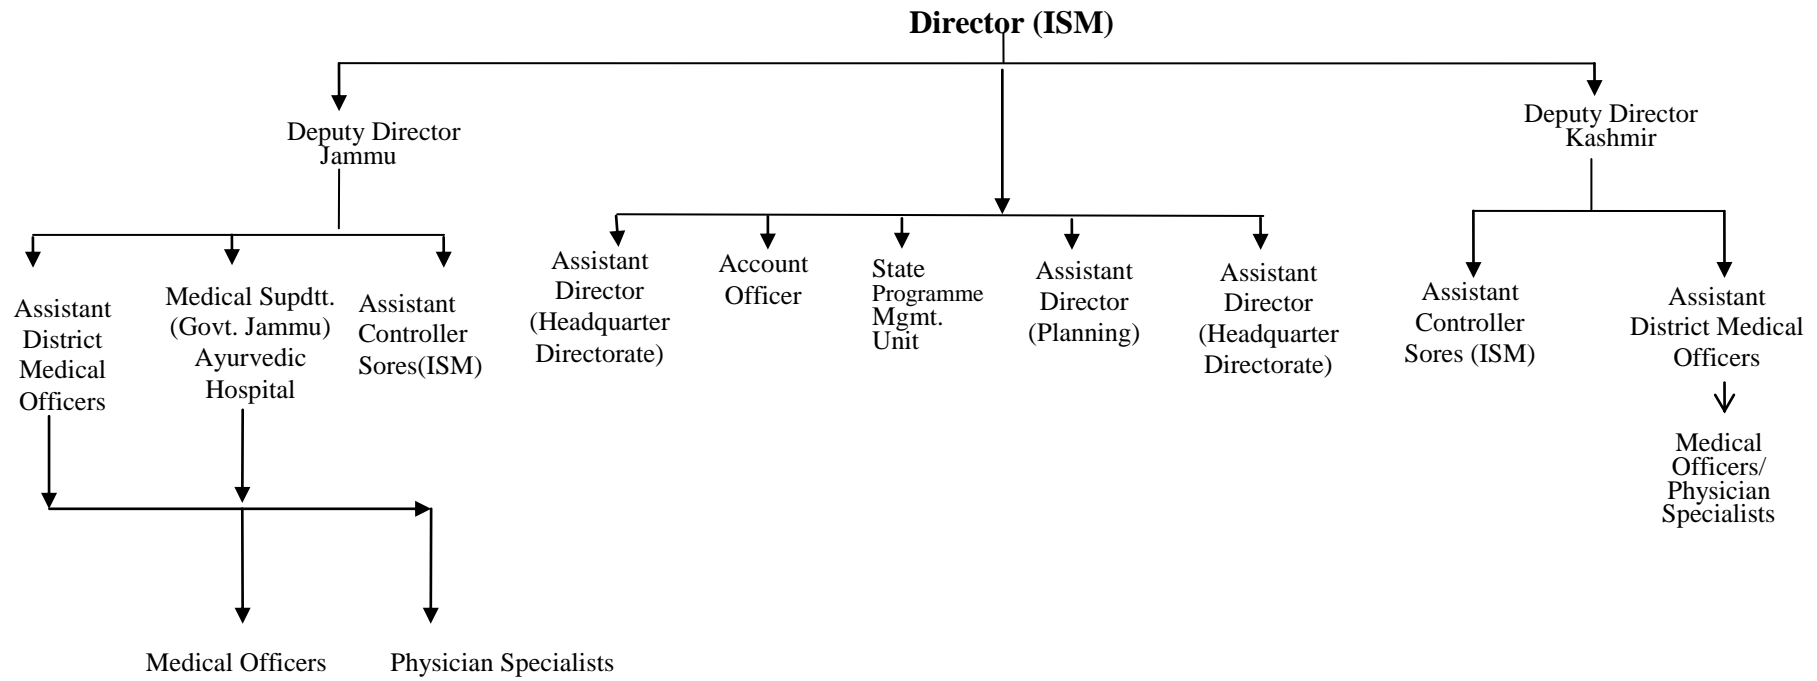 Director (ISM)
Deputy Director
Jammu
Deputy Director
Kashmir
Assistant
District
Medical
Officers
Medical Supdtt.
(Govt. Jammu)
Ayurvedic
Hospital
Assistant
Controller
Sores(ISM)
Assistant
Director
(Headquarter
Directorate)
Account
Officer
State
Programme
Mgmt.
Unit
Assistant
Director
(Planning)
Assistant
Director
(Headquarter
Directorate)
Assistant
Controller
Sores (ISM)
Assistant
District Medical
Officers
Medical
Officers/
Physician
Specialists
Medical Officers
Physician Specialists